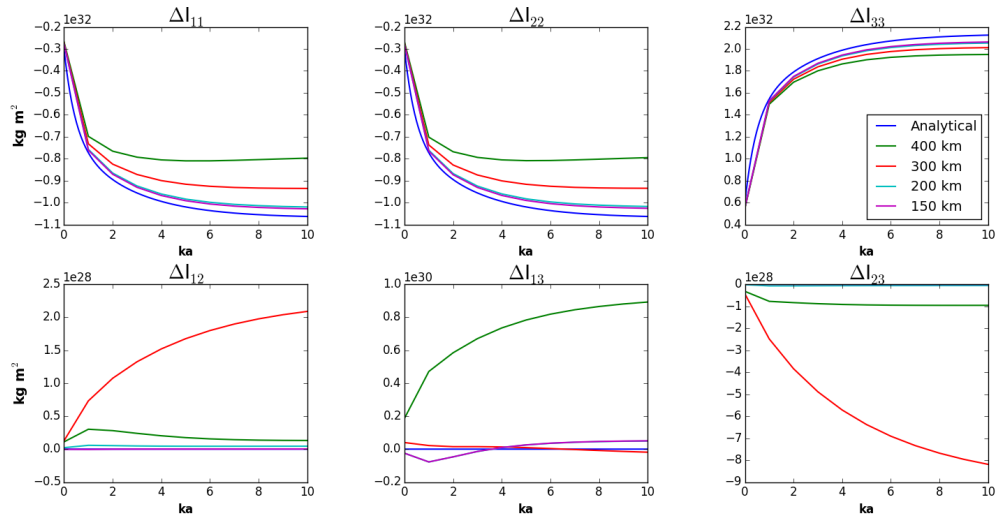 ΔI₁₁
1e32
−0.2
−0.3
−0.4
−0.5
−0.6
−0.7
−0.8
−0.9
−1.0
−1.1
kg m²
0 2 4 6 8 10
ka
ΔI₂₂
1e32
−0.2
−0.3
−0.4
−0.5
−0.6
−0.7
−0.8
−0.9
−1.0
−1.1
0 2 4 6 8 10
ka
ΔI₃₃
1e32
2.2
2.0
1.8
1.6
1.4
1.2
1.0
0.8
0.6
0.4
Analytical
400 km
300 km
200 km
150 km
0 2 4 6 8 10
ka
ΔI₁₂
1e28
2.5
2.0
1.5
1.0
0.5
0.0
−0.5
kg m²
0 2 4 6 8 10
ka
ΔI₁₃
1e30
1.0
0.8
0.6
0.4
0.2
0.0
−0.2
0 2 4 6 8 10
ka
ΔI₂₃
1e28
0
−1
−2
−3
−4
−5
−6
−7
−8
−9
0 2 4 6 8 10
ka